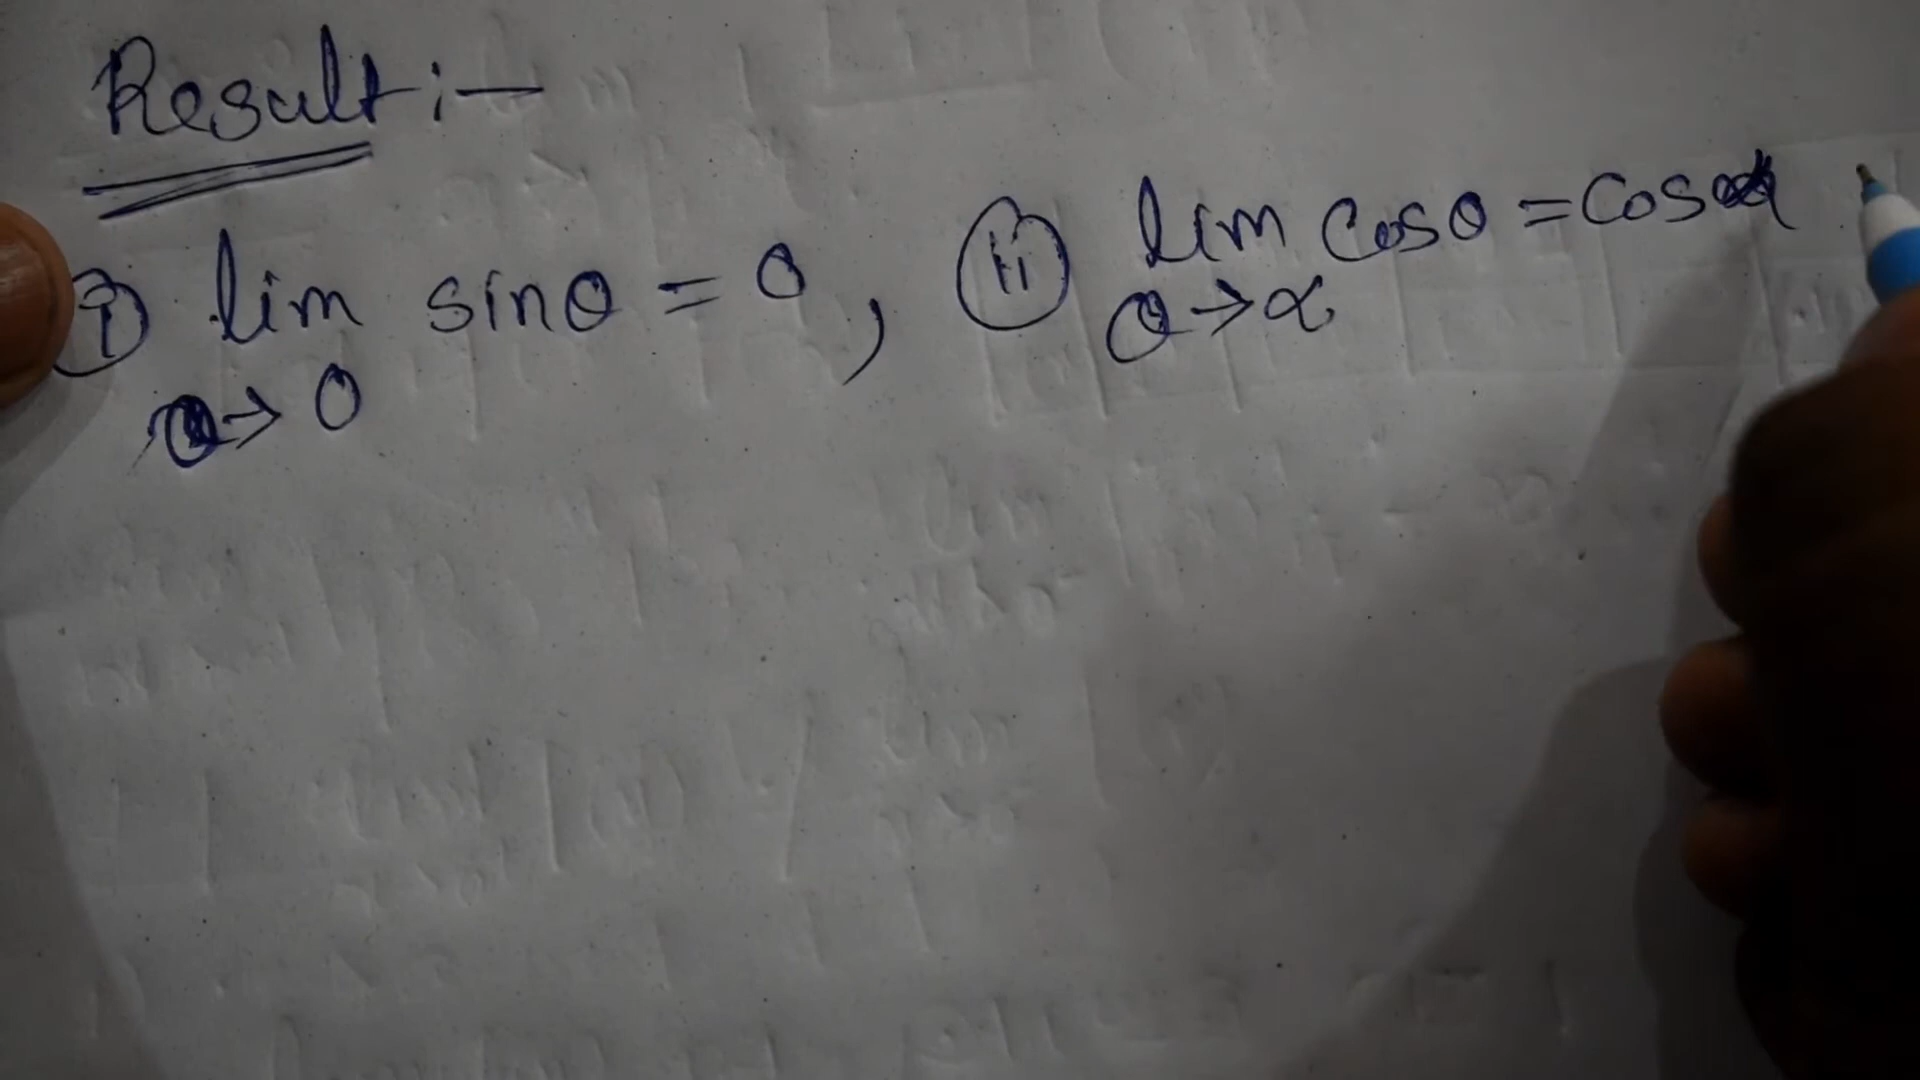 Result :-
(i) lim sinθ = 0 , (ii) lim cosθ = cosα
θ→0 θ→α